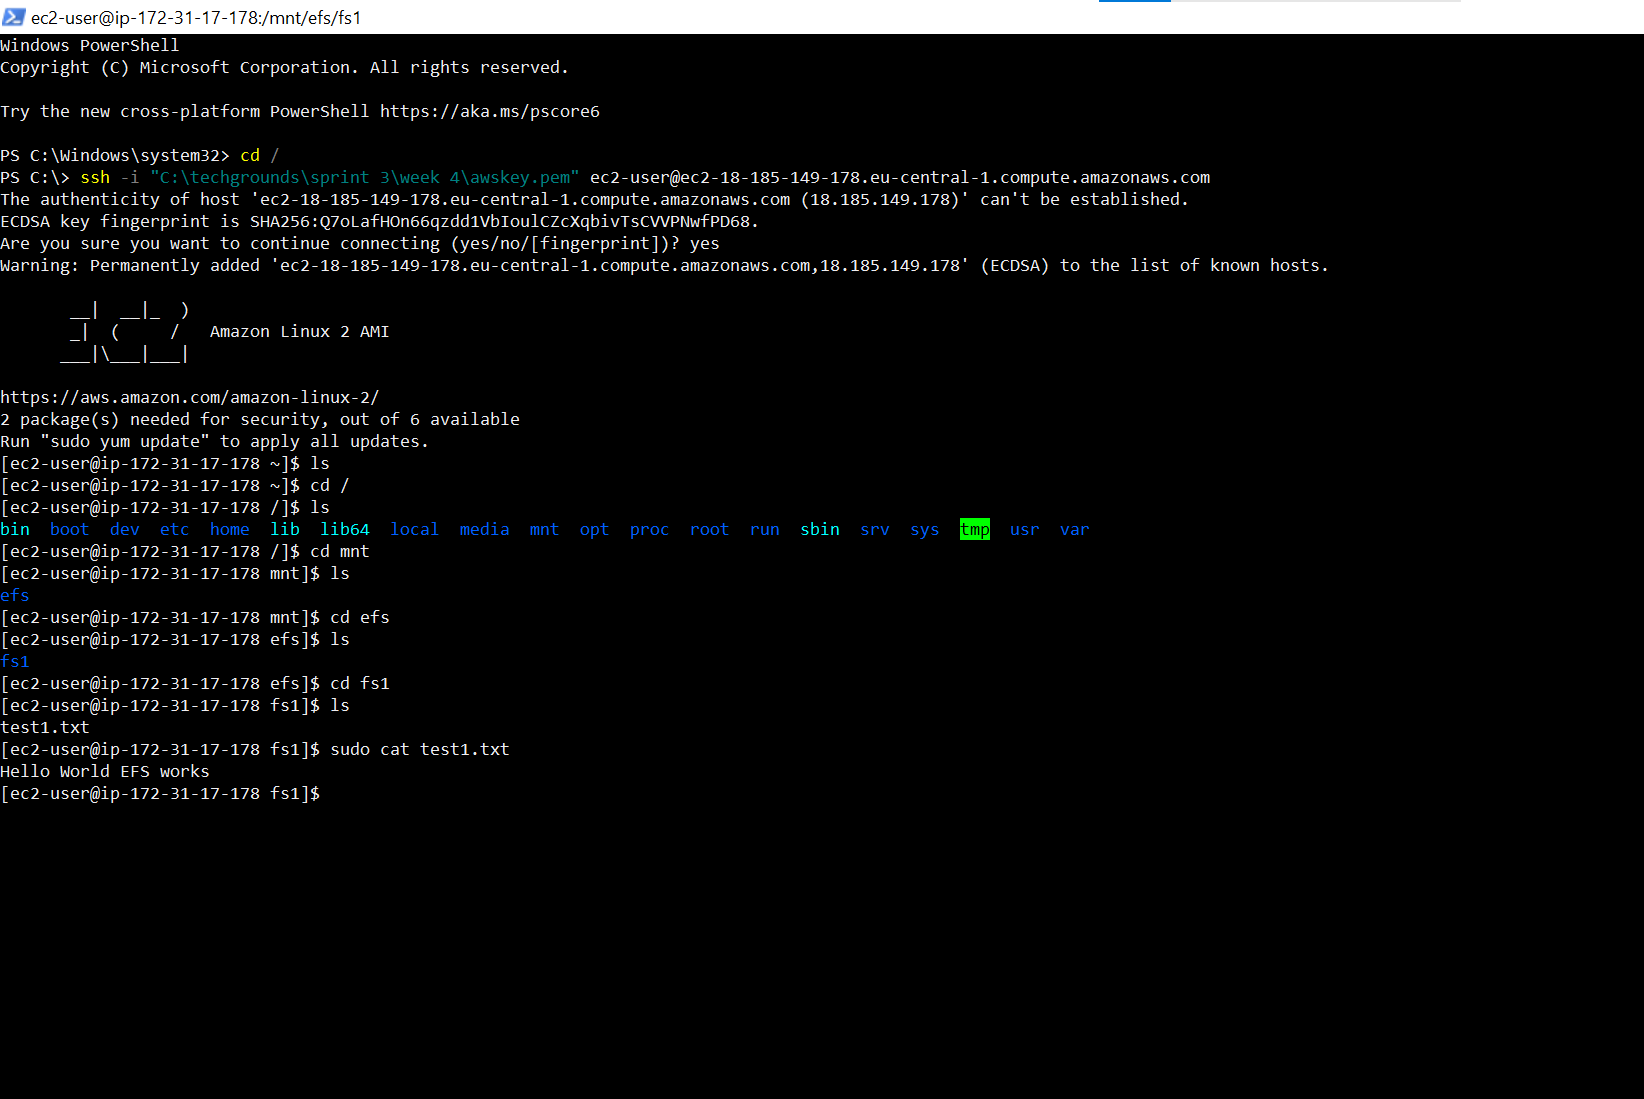 ec2-user@ip-172-31-17-178:/mnt/efs/fs1
Windows PowerShell
Copyright (C) Microsoft Corporation. All rights reserved.
Try the new cross-platform PowerShell https://aka.ms/pscore6
PS C:\Windows\system32> cd /
PS C:\> ssh -i "C:\techgrounds\sprint 3\week 4\awskey.pem" ec2-user@ec2-18-185-149-178.eu-central-1.compute.amazonaws.com
The authenticity of host 'ec2-18-185-149-178.eu-central-1.compute.amazonaws.com (18.185.149.178)' can't be established.
ECDSA key fingerprint is SHA256:Q7oLafHOn66qzdd1VbIoulCZcXqbivTsCVVPNwfPD68.
Are you sure you want to continue connecting (yes/no/[fingerprint])? yes
Warning: Permanently added 'ec2-18-185-149-178.eu-central-1.compute.amazonaws.com,18.185.149.178' (ECDSA) to the list of known hosts.
       __|  __|_  )
       _|  (     /   Amazon Linux 2 AMI
      ___|\___|___|
https://aws.amazon.com/amazon-linux-2/
2 package(s) needed for security, out of 6 available
Run "sudo yum update" to apply all updates.
[ec2-user@ip-172-31-17-178 ~]$ ls
[ec2-user@ip-172-31-17-178 ~]$ cd /
[ec2-user@ip-172-31-17-178 /]$ ls
bin  boot  dev  etc  home  lib  lib64  local  media  mnt  opt  proc  root  run  sbin  srv  sys  tmp  usr  var
[ec2-user@ip-172-31-17-178 /]$ cd mnt
[ec2-user@ip-172-31-17-178 mnt]$ ls
efs
[ec2-user@ip-172-31-17-178 mnt]$ cd efs
[ec2-user@ip-172-31-17-178 efs]$ ls
fs1
[ec2-user@ip-172-31-17-178 efs]$ cd fs1
[ec2-user@ip-172-31-17-178 fs1]$ ls
test1.txt
[ec2-user@ip-172-31-17-178 fs1]$ sudo cat test1.txt
Hello World EFS works
[ec2-user@ip-172-31-17-178 fs1]$